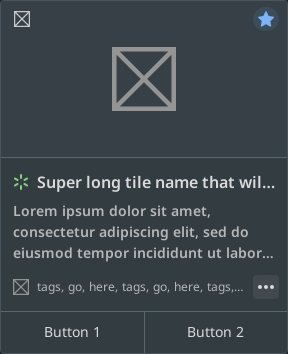 Super long tile name that wil...
Lorem ipsum dolor sit amet,
consectetur adipiscing elit, sed do
eiusmod tempor incididunt ut labor...
tags, go, here, tags, go, here, tags,...
Button 1
Button 2